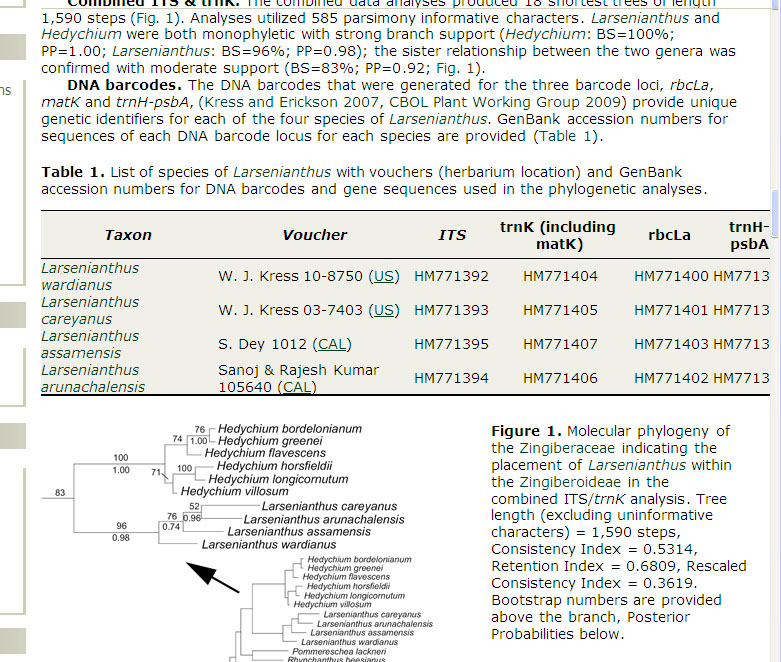 Combined ITS & trnK. The combined data analyses produced 18 shortest trees of length
1,590 steps (Fig. 1). Analyses utilized 585 parsimony informative characters. Larsenianthus and
Hedychium were both monophyletic with strong branch support (Hedychium: BS=100%;
PP=1.00; Larsenianthus: BS=96%; PP=0.98); the sister relationship between the two genera was
confirmed with moderate support (BS=83%; PP=0.92; Fig. 1).
DNA barcodes. The DNA barcodes that were generated for the three barcode loci, rbcLa,
matK and trnH-psbA, (Kress and Erickson 2007, CBOL Plant Working Group 2009) provide unique
genetic identifiers for each of the four species of Larsenianthus. GenBank accession numbers for
sequences of each DNA barcode locus for each species are provided (Table 1).
ns
Table 1. List of species of Larsenianthus with vouchers (herbarium location) and GenBank
accession numbers for DNA barcodes and gene sequences used in the phylogenetic analyses.
Taxon Voucher ITS trnK (including matK) rbcLa trnH-psbA
Larsenianthus wardianus W. J. Kress 10-8750 (US) HM771392 HM771404 HM771400 HM7713
Larsenianthus careyanus W. J. Kress 03-7403 (US) HM771393 HM771405 HM771401 HM7713
Larsenianthus assamensis S. Dey 1012 (CAL) HM771395 HM771407 HM771403 HM7713
Larsenianthus arunachalensis Sanoj & Rajesh Kumar 105640 (CAL) HM771394 HM771406 HM771402 HM7713
76 Hedychium bordelonianum
74 1.00 Hedychium greenei
Hedychium flavescens
100
1.00
71 100 Hedychium horsfieldii
Hedychium longicornutum
Hedychium villosum
83
52 Larsenianthus careyanus
76 0.96 Larsenianthus arunachalensis
96 0.74 Larsenianthus assamensis
0.98 Larsenianthus wardianus
Hedychium bordelonianum
Hedychium greenei
Hedychium flavescens
Hedychium horsfieldii
Hedychium longicornutum
Hedychium villosum
Larsenianthus careyanus
Larsenianthus arunachalensis
Larsenianthus assamensis
Larsenianthus wardianus
Pommereschea lackneri
Rhynchanthus beesianus
Figure 1. Molecular phylogeny of
the Zingiberaceae indicating the
placement of Larsenianthus within
the Zingiberoideae in the
combined ITS/trnK analysis. Tree
length (excluding uninformative
characters) = 1,590 steps,
Consistency Index = 0.5314,
Retention Index = 0.6809, Rescaled
Consistency Index = 0.3619.
Bootstrap numbers are provided
above the branch, Posterior
Probabilities below.